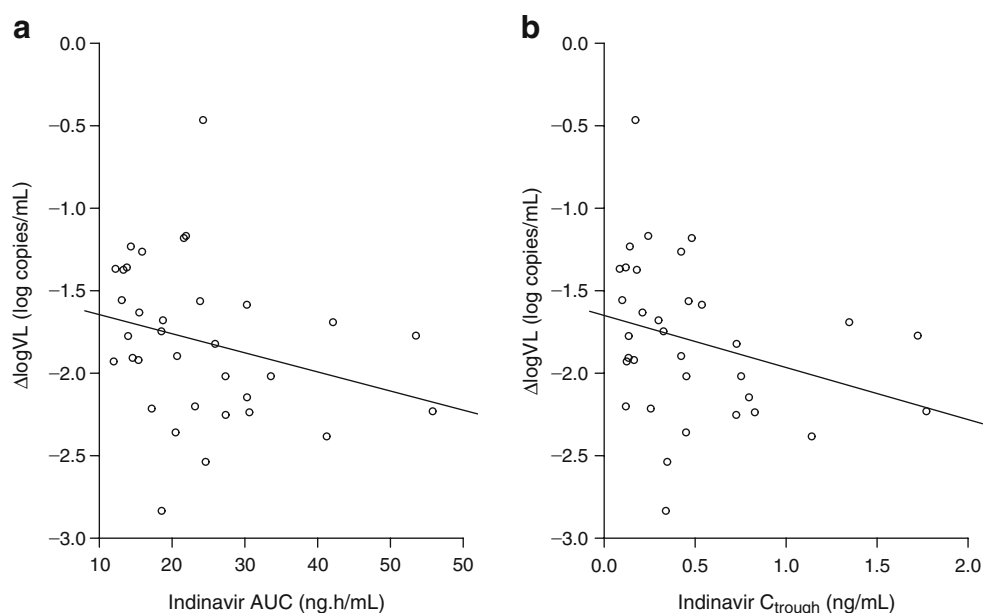 a
0.0
−0.5
−1.0
−1.5
−2.0
−2.5
−3.0
ΔlogVL (log copies/mL)
10 20 30 40 50 50
Indinavir AUC (ng.h/mL)
b
0.0
−0.5
−1.0
−1.5
−2.0
−2.5
−3.0
ΔlogVL (log copies/mL)
0.0 0.5 1.0 1.5 2.0
Indinavir Ctrough (ng/mL)